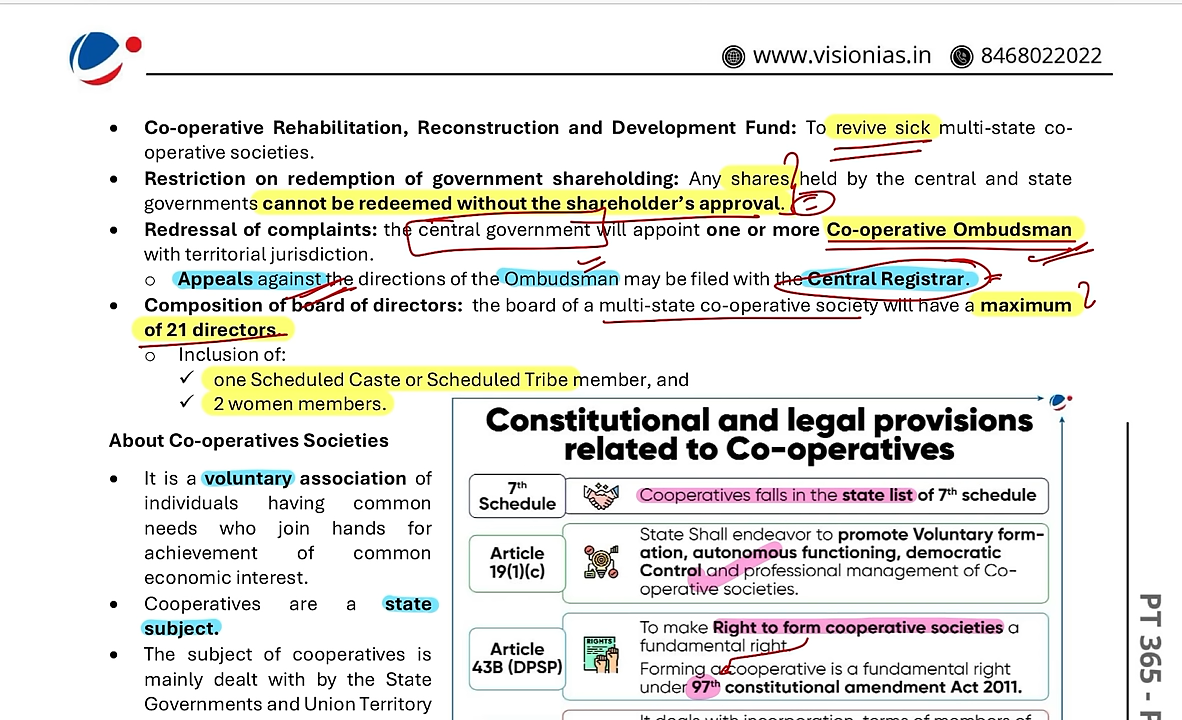 www.visionias.in 8468022022
• Co-operative Rehabilitation, Reconstruction and Development Fund: To revive sick multi-state co-
operative societies.
• Restriction on redemption of government shareholding: Any shares held by the central and state
governments cannot be redeemed without the shareholder's approval.
• Redressal of complaints: the central government will appoint one or more Co-operative Ombudsman
with territorial jurisdiction.
o Appeals against the directions of the Ombudsman may be filed with the Central Registrar.
• Composition of board of directors: the board of a multi-state co-operative society will have a maximum
of 21 directors.
o Inclusion of:
✓ one Scheduled Caste or Scheduled Tribe member, and
✓ 2 women members.
About Co-operatives Societies
• It is a voluntary association of
individuals having common
needs who join hands for
achievement of common
economic interest.
• Cooperatives are a state
subject.
• The subject of cooperatives is
mainly dealt with by the State
Governments and Union Territory
Constitutional and legal provisions
related to Co-operatives
7th
Schedule
Cooperatives falls in the state list of 7th schedule
Article
19(1)(c)
State Shall endeavor to promote Voluntary form-
ation, autonomous functioning, democratic
Control and professional management of Co-
operative societies.
Article
43B (DPSP)
RIGHTS
To make Right to form cooperative societies a
fundamental right.
Forming a cooperative is a fundamental right
under 97th constitutional amendment Act 2011.
It deals with incorporation, terms of members of
PT 365 -